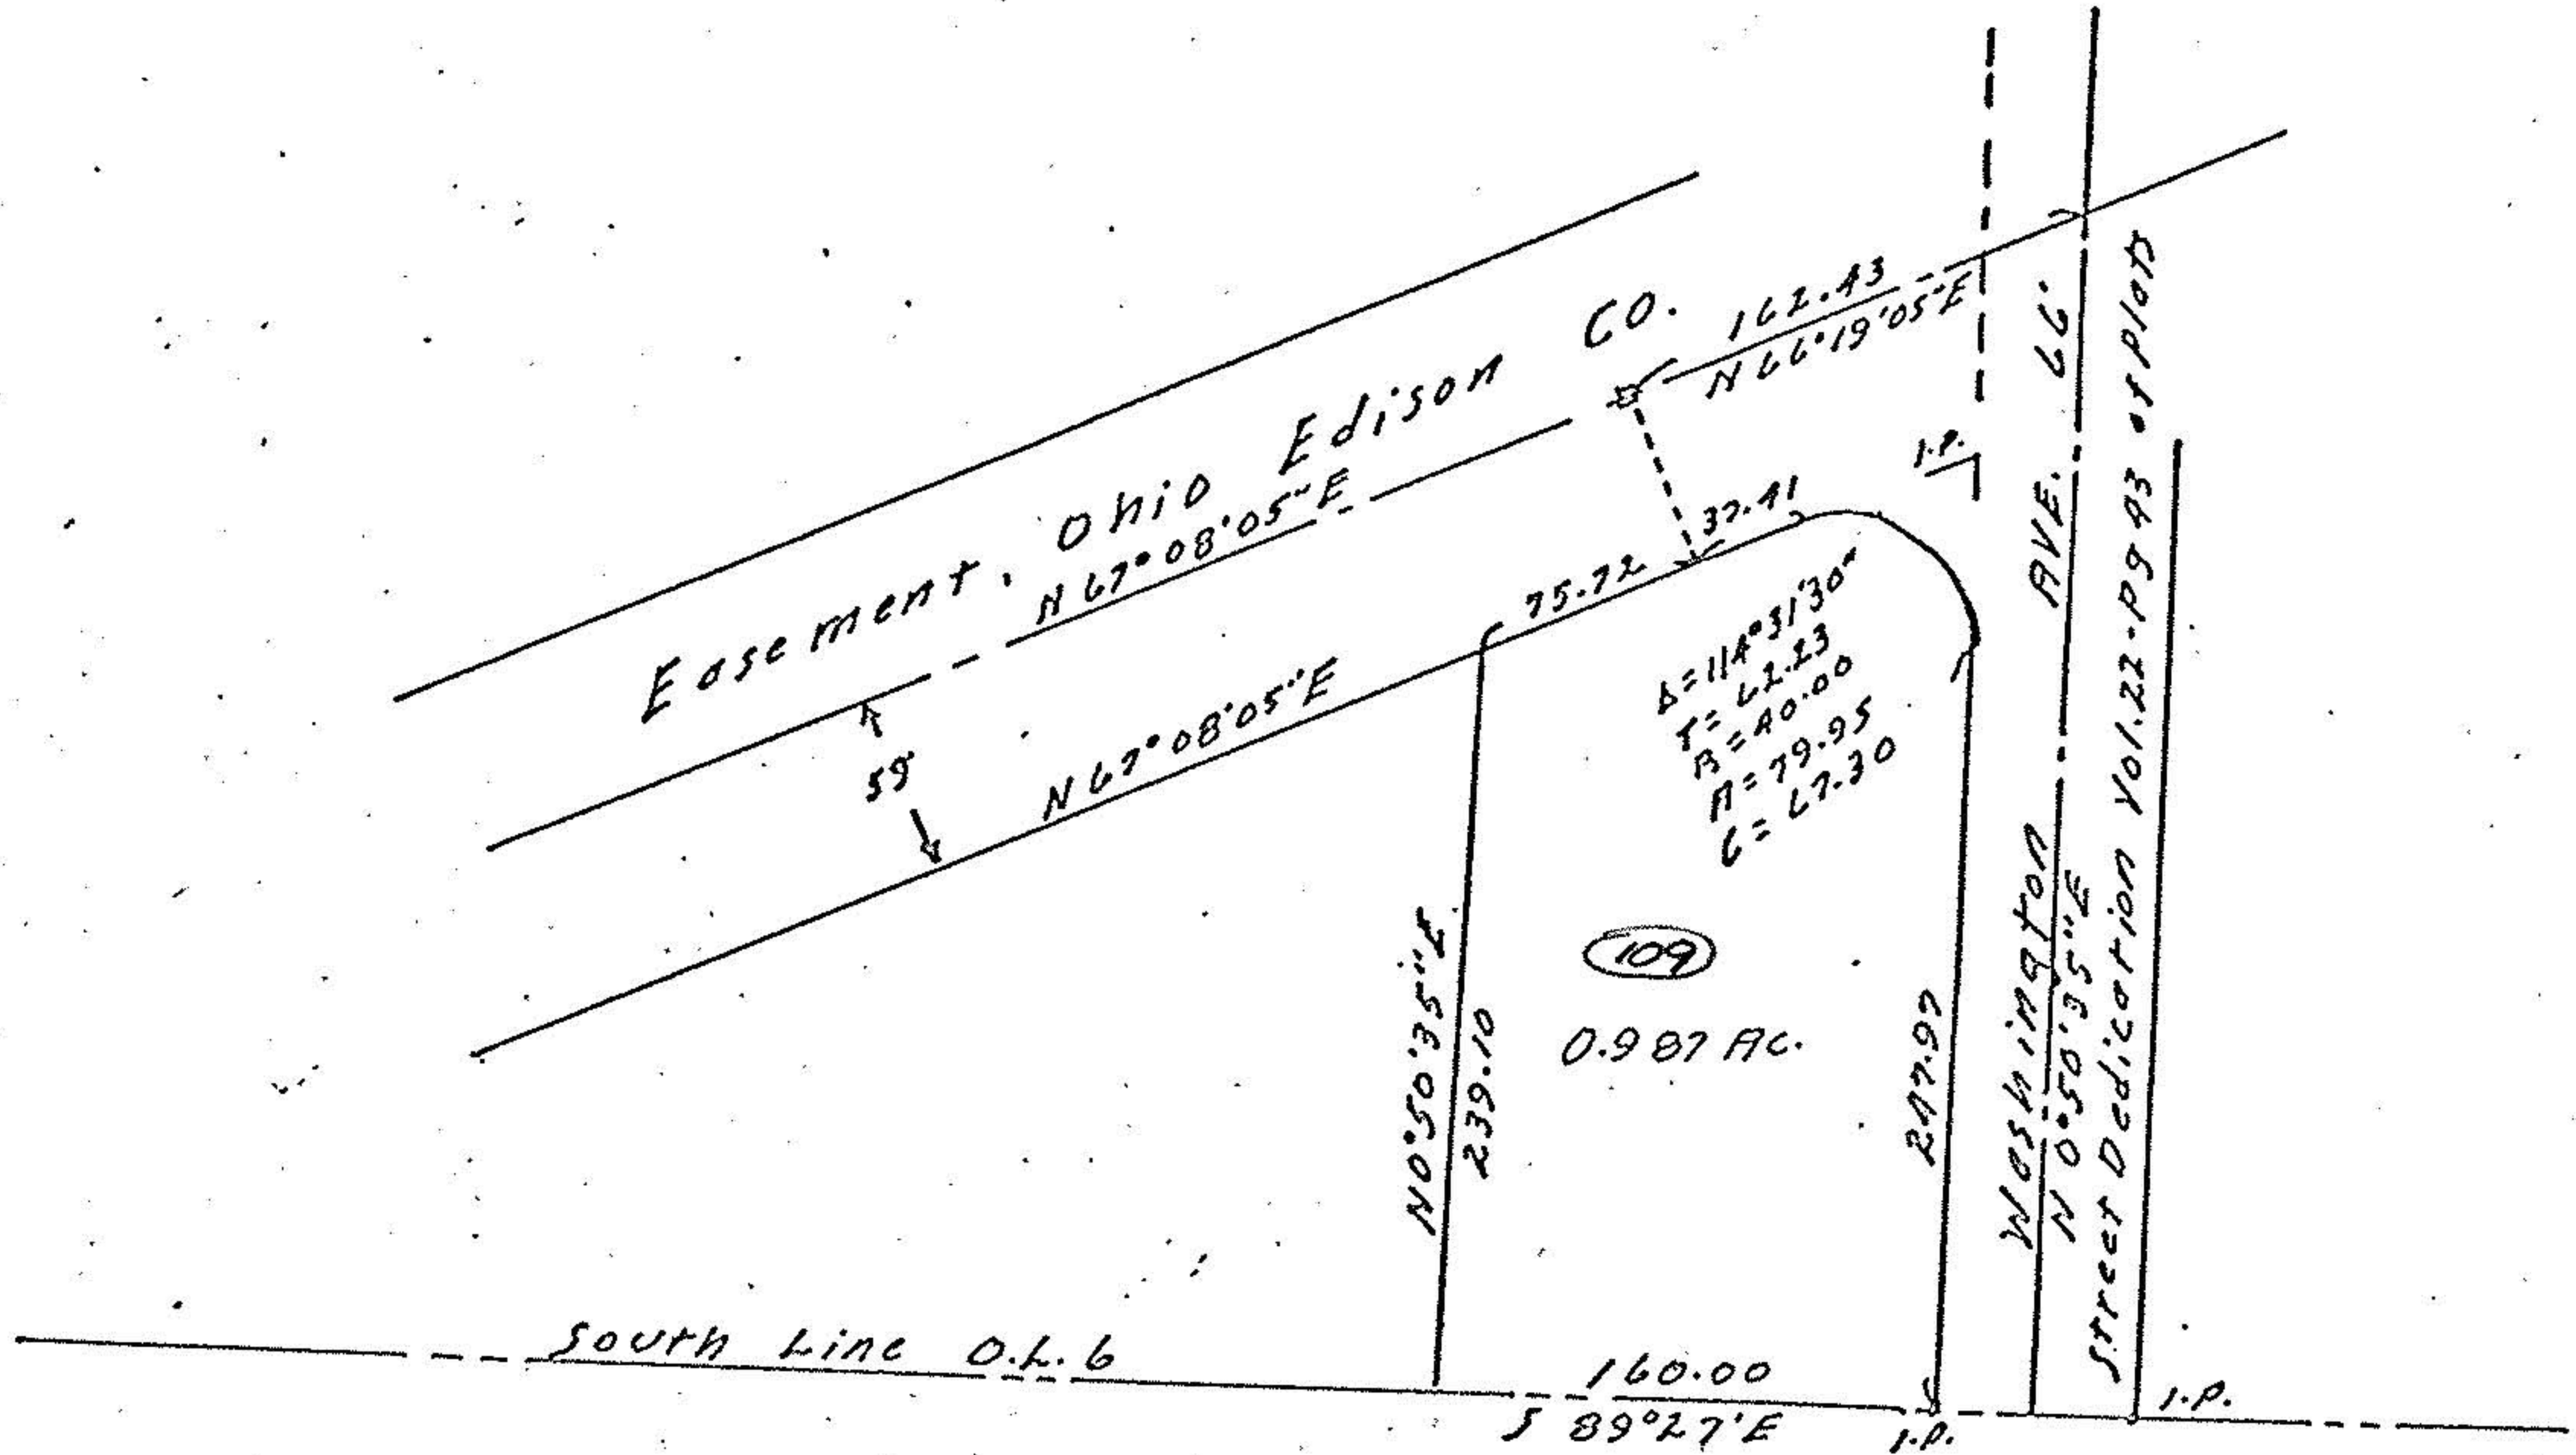 Easement, Ohio Edison CO.
N 67°08'05"E
162.43
N 66°19'05"E
59'
N 67°08'05"E
75.72
37.41
I.P.
Δ=114°31'30"
T= 62.23
R= 40.00
A= 79.95
C= 67.30
109
0.987 AC.
N0°50'35"E
239.10
247.97
Washington AVE. 66'
N 0°50'35"E
Street Dedication Vol.22-Pg 43 of Plats
South Line O.L. 6
160.00
S 89°27'E
I.P.
I.P.